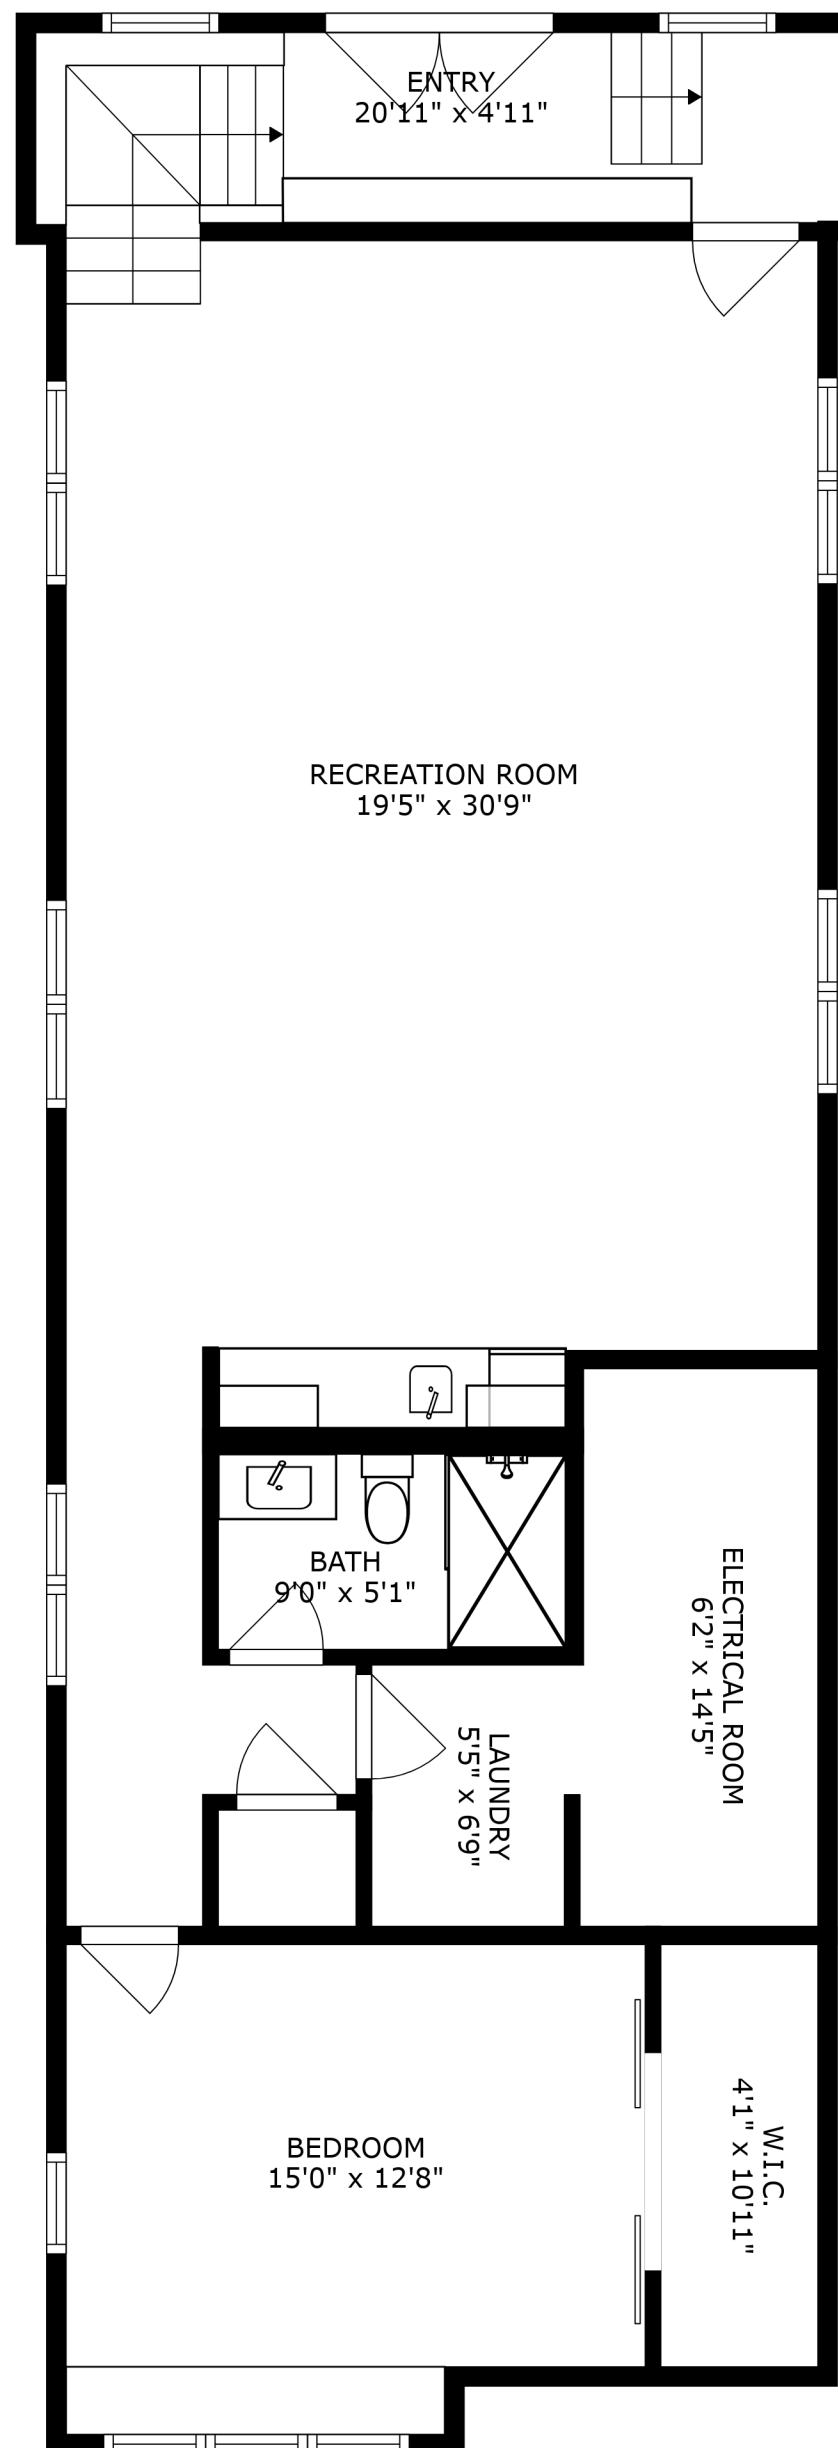 ENTRY
20'11" x 4'11"
RECREATION ROOM
19'5" x 30'9"
BATH
9'0" x 5'1"
ELECTRICAL ROOM
6'2" x 14'5"
LAUNDRY
5'5" x 6'9"
BEDROOM
15'0" x 12'8"
W.I.C.
4'1" x 10'11"